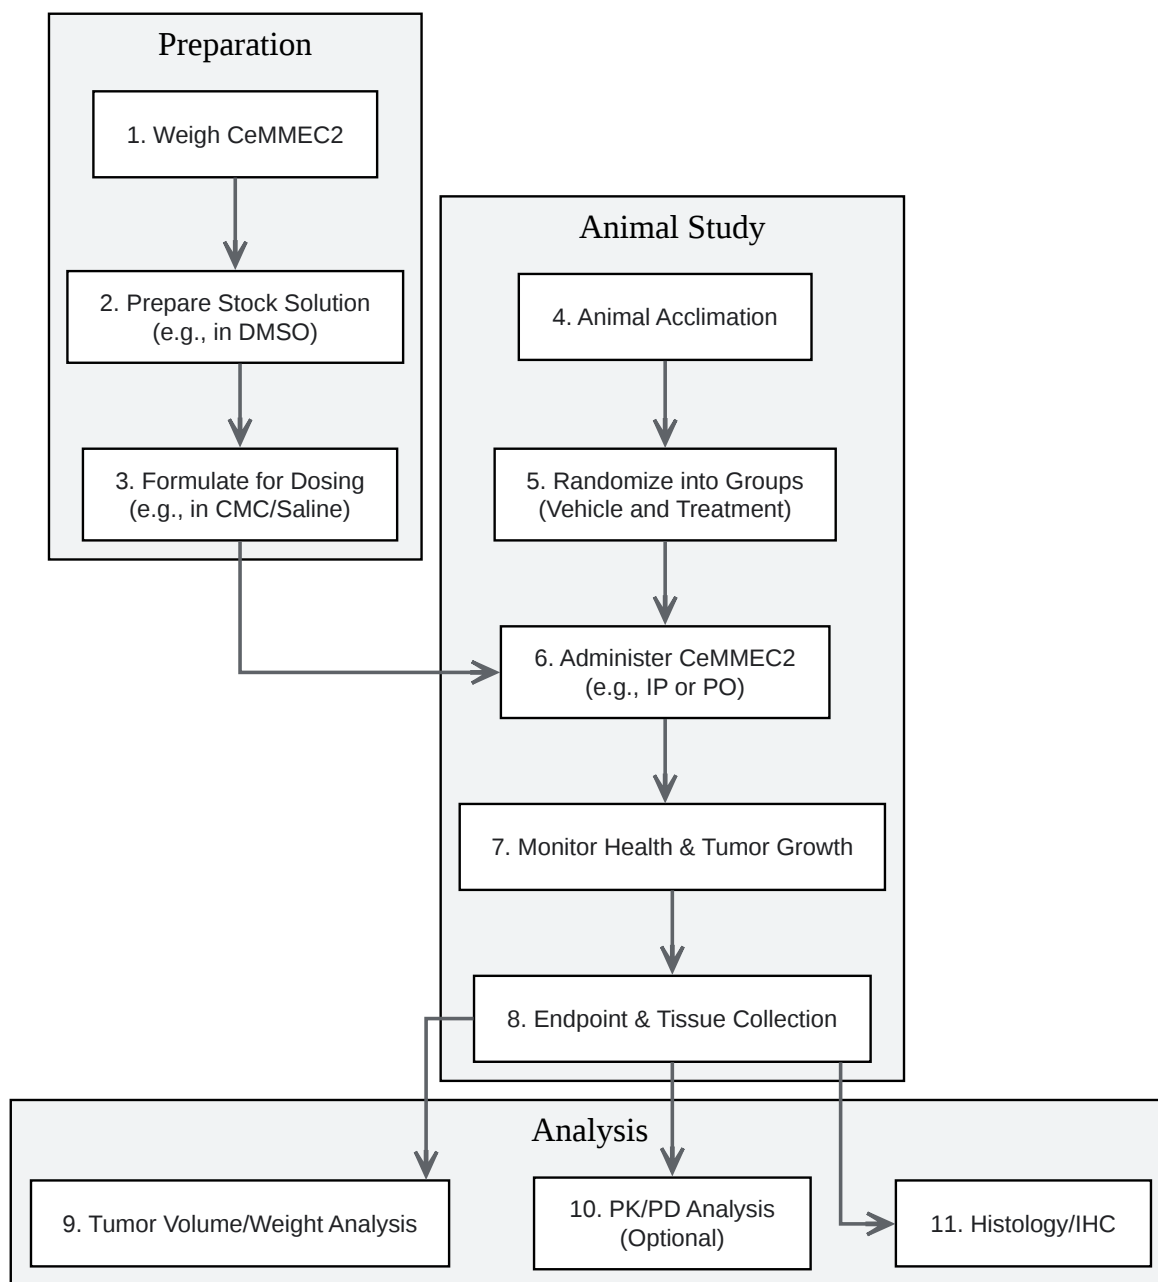 Preparation
1. Weigh CeMMEC2
2. Prepare Stock Solution
(e.g., in DMSO)
3. Formulate for Dosing
(e.g., in CMC/Saline)
Animal Study
4. Animal Acclimation
5. Randomize into Groups
(Vehicle and Treatment)
6. Administer CeMMEC2
(e.g., IP or PO)
7. Monitor Health & Tumor Growth
8. Endpoint & Tissue Collection
Analysis
9. Tumor Volume/Weight Analysis
10. PK/PD Analysis
(Optional)
11. Histology/IHC